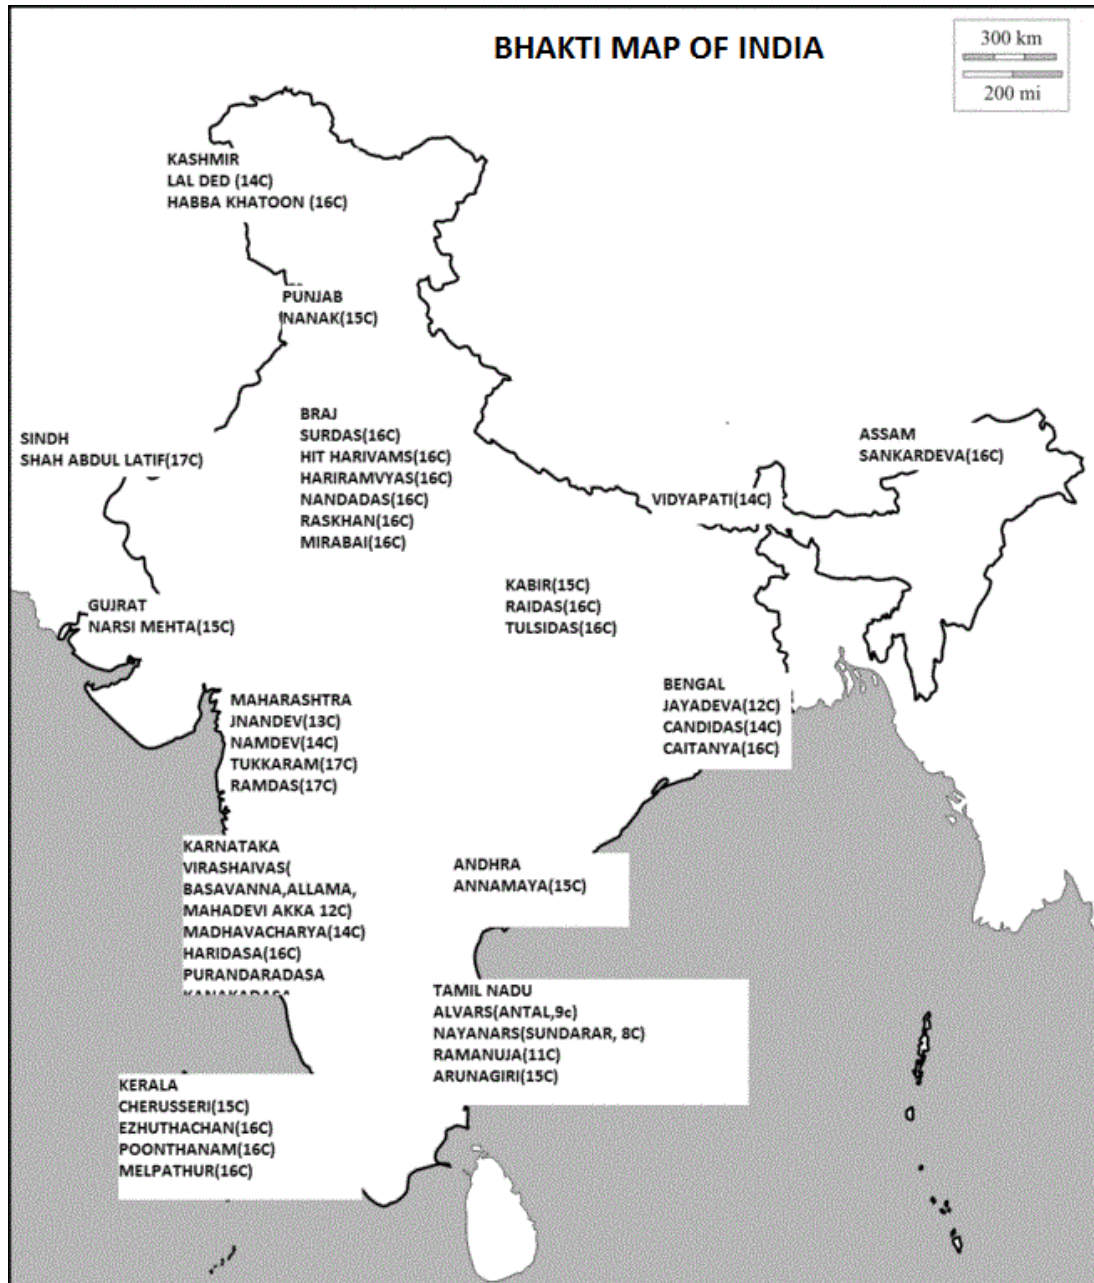 BHAKTI MAP OF INDIA
300 km
200 mi
KASHMIR
LAL DED (14C)
HABBA KHATOON (16C)
PUNJAB
NANAK(15C)
BRAJ
SURDAS(16C)
HIT HARIVAMS(16C)
HARIRAMVYAS(16C)
NANDADAS(16C)
RASKHAN(16C)
MIRABAI(16C)
SINDH
SHAH ABDUL LATIF(17C)
ASSAM
SANKARDEVA(16C)
VIDYAPATI(14C)
KABIR(15C)
RAIDAS(16C)
TULSIDAS(16C)
GUJRAT
NARSI MEHTA(15C)
BENGAL
JAYADEVA(12C)
CANDIDAS(14C)
CAITANYA(16C)
MAHARASHTRA
JNANDEV(13C)
NAMDEV(14C)
TUKKARAM(17C)
RAMDAS(17C)
KARNATAKA
VIRASHAIVAS(
BASAVANNA,ALLAMA,
MAHADEVI AKKA 12C)
MADHAVACHARYA(14C)
HARIDASA(16C)
PURANDARADASA
KANAKADASA
ANDHRA
ANNAMAYA(15C)
TAMIL NADU
ALVARS(ANTAL,9c)
NAYANARS(SUNDARAR, 8C)
RAMANUJA(11C)
ARUNAGIRI(15C)
KERALA
CHERUSSERI(15C)
EZHUTHACHAN(16C)
POONTHANAM(16C)
MELPATHUR(16C)